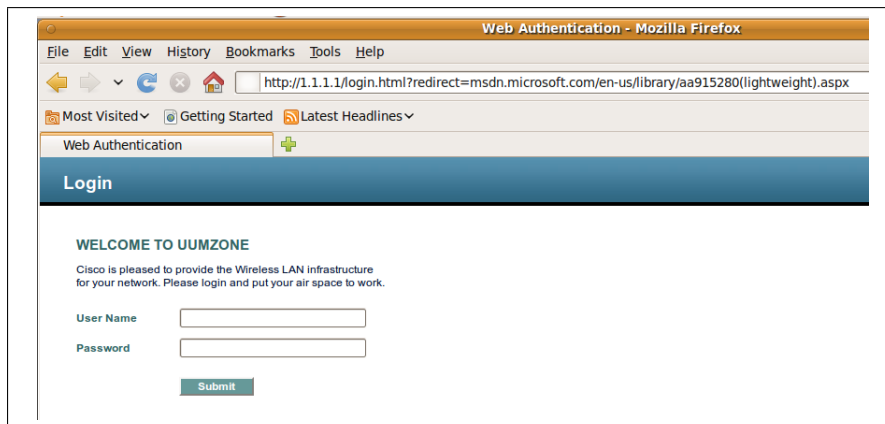 Web Authentication - Mozilla Firefox
File Edit View History Bookmarks Tools Help
http://1.1.1.1/login.html?redirect=msdn.microsoft.com/en-us/library/aa915280(lightweight).aspx
Most Visited Getting Started Latest Headlines
Web Authentication
Login
WELCOME TO UUMZONE
Cisco is pleased to provide the Wireless LAN infrastructure
for your network. Please login and put your air space to work.
User Name
Password
Submit